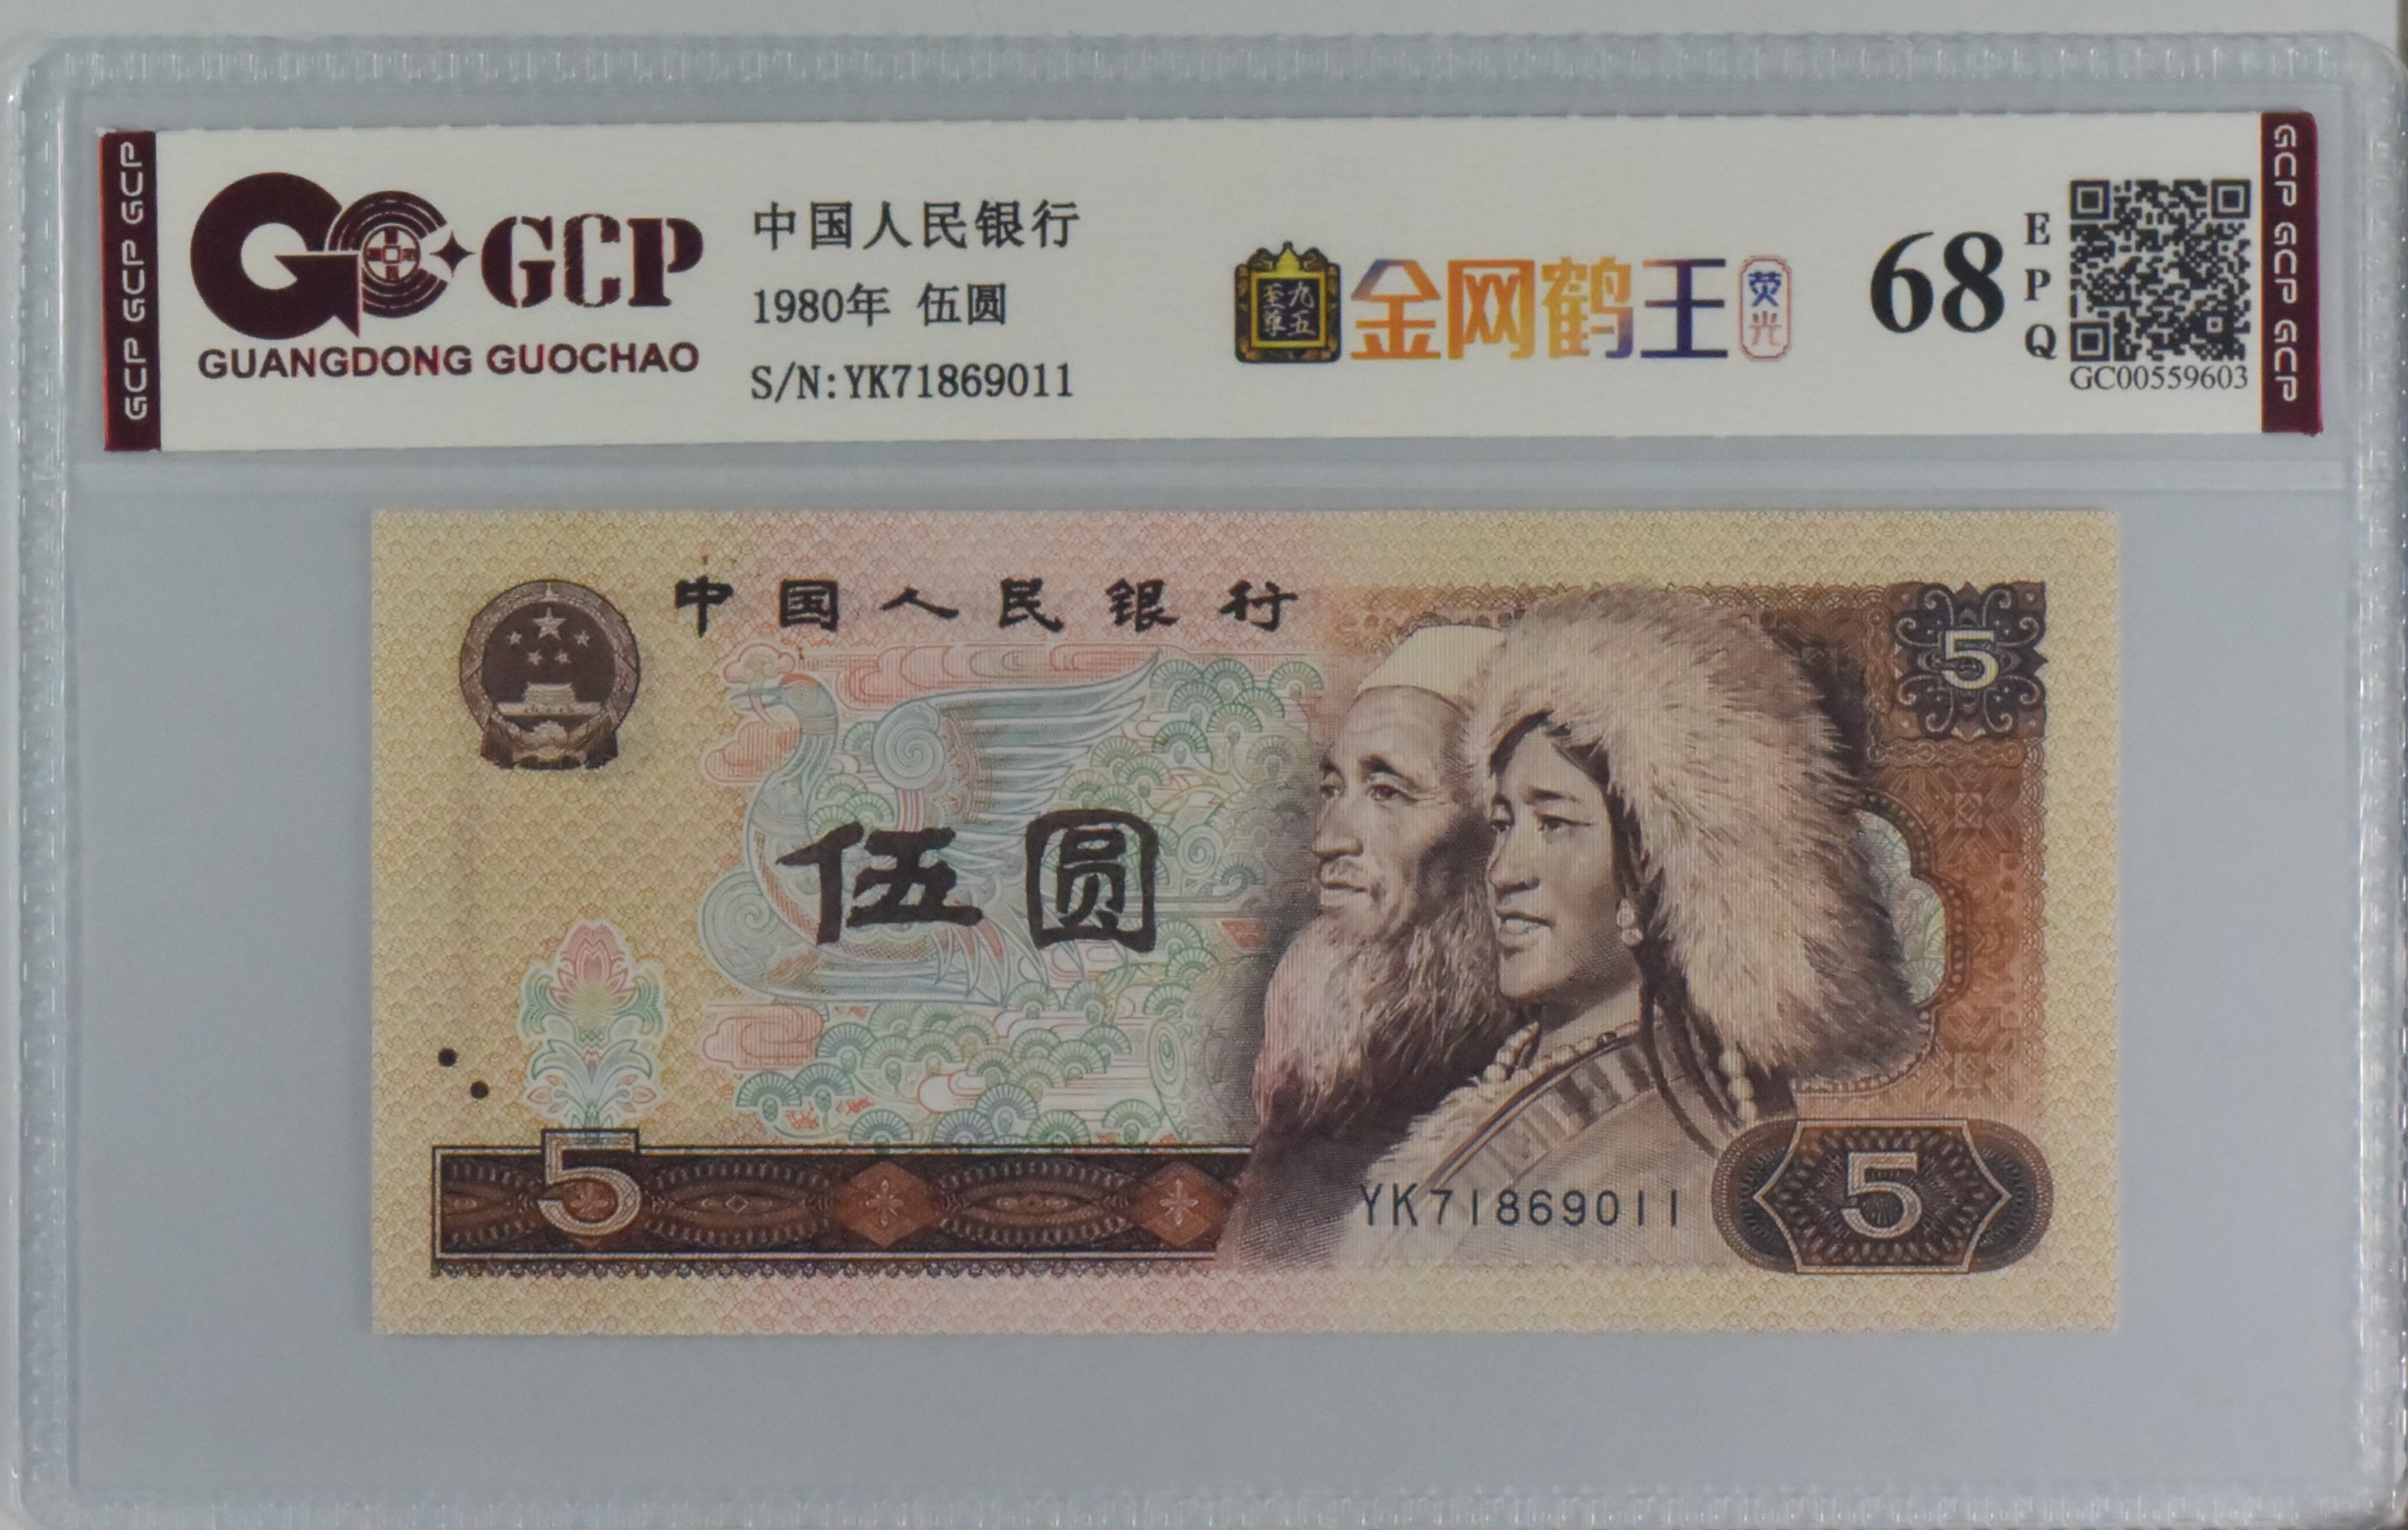 GCP GCP GCP
GCP
GUANGDONG GUOCHAO
中国人民银行
1980年 伍圆
S/N:YK71869011
九五至尊
金网鹤王
荧光
68
EPQ
GC00559603
GCP GCP GCP
中国人民银行
5
伍圆
5
YK71869011
5